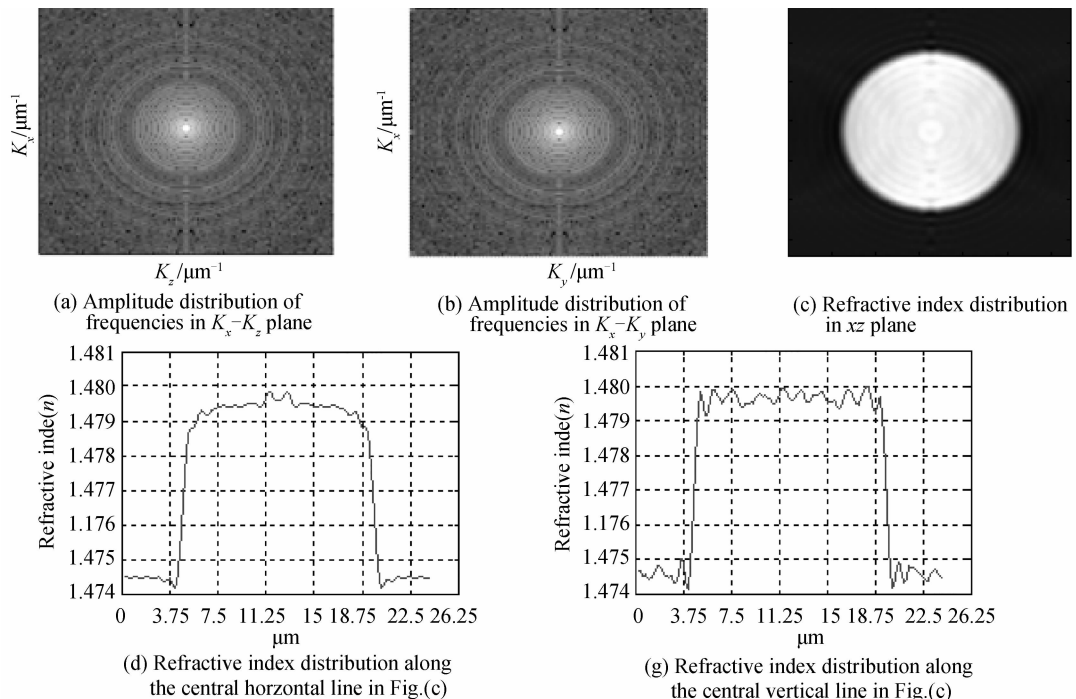 K_x/μm⁻¹
K_z/μm⁻¹
(a) Amplitude distribution of
frequencies in K_x−K_z plane
K_x/μm⁻¹
K_y/μm⁻¹
(b) Amplitude distribution of
frequencies in K_x−K_y plane
(c) Refractive index distribution
in xz plane
Refractive inde(n)
1.481
1.480
1.479
1.478
1.477
1.176
1.475
1.474
0 3.75 7.5 11.25 15 18.75 22.5 26.25
μm
(d) Refractive index distribution along
the central horzontal line in Fig.(c)
Refractive inde(n)
1.481
1.480
1.479
1.478
1.477
1.176
1.475
1.474
0 3.75 7.5 11.25 15 18.75 22.5 26.25
μm
(g) Refractive index distribution along
the central vertical line in Fig.(c)